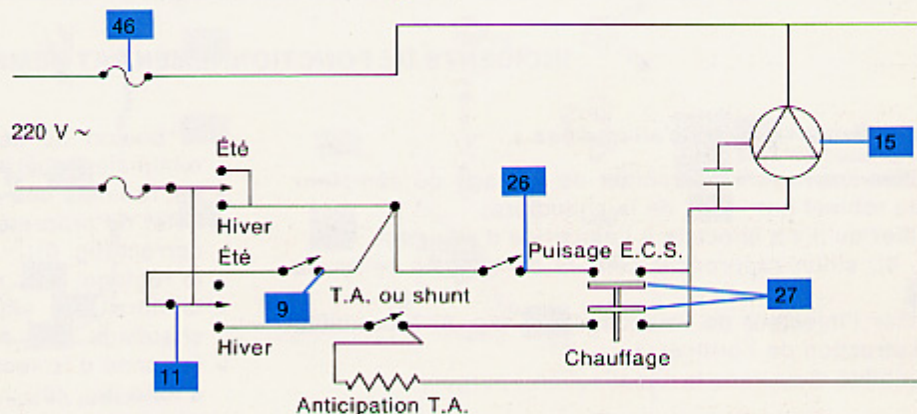 46
220 V ~
15
Été
26
Hiver
Puisage E.C.S.
Été
9
T.A. ou shunt
27
Hiver
Chauffage
11
Anticipation T.A.